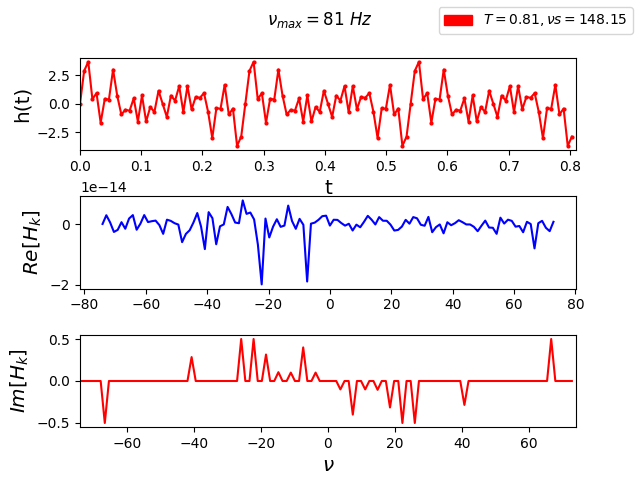 ν_max = 81 Hz
T = 0.81, νs = 148.15
h(t)
2.5
0.0
−2.5
0.0 0.1 0.2 0.3 0.4 0.5 0.6 0.7 0.8
t
1e−14
Re[H_k]
0
−2
−80 −60 −40 −20 0 20 40 60 80
Im[H_k]
0.5
0.0
−0.5
−60 −40 −20 0 20 40 60
ν